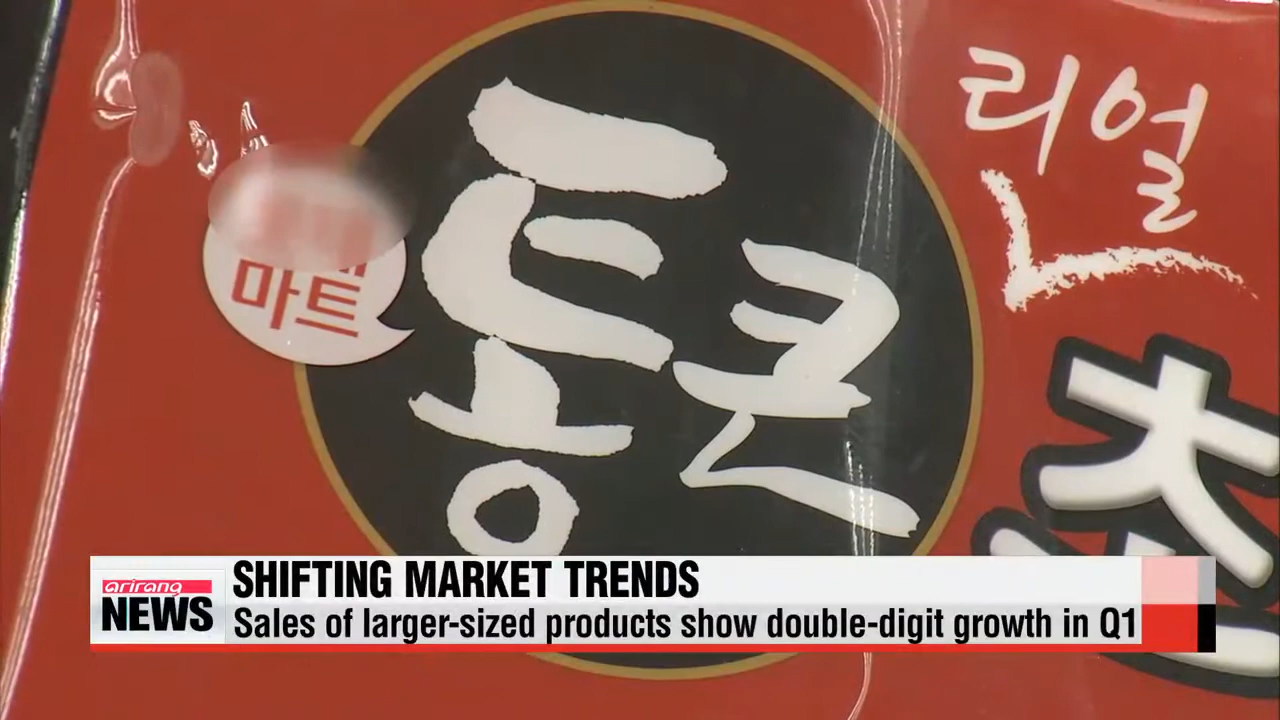 리얼
통큰
마트
arirang
NEWS
SHIFTING MARKET TRENDS
Sales of larger-sized products show double-digit growth in Q1